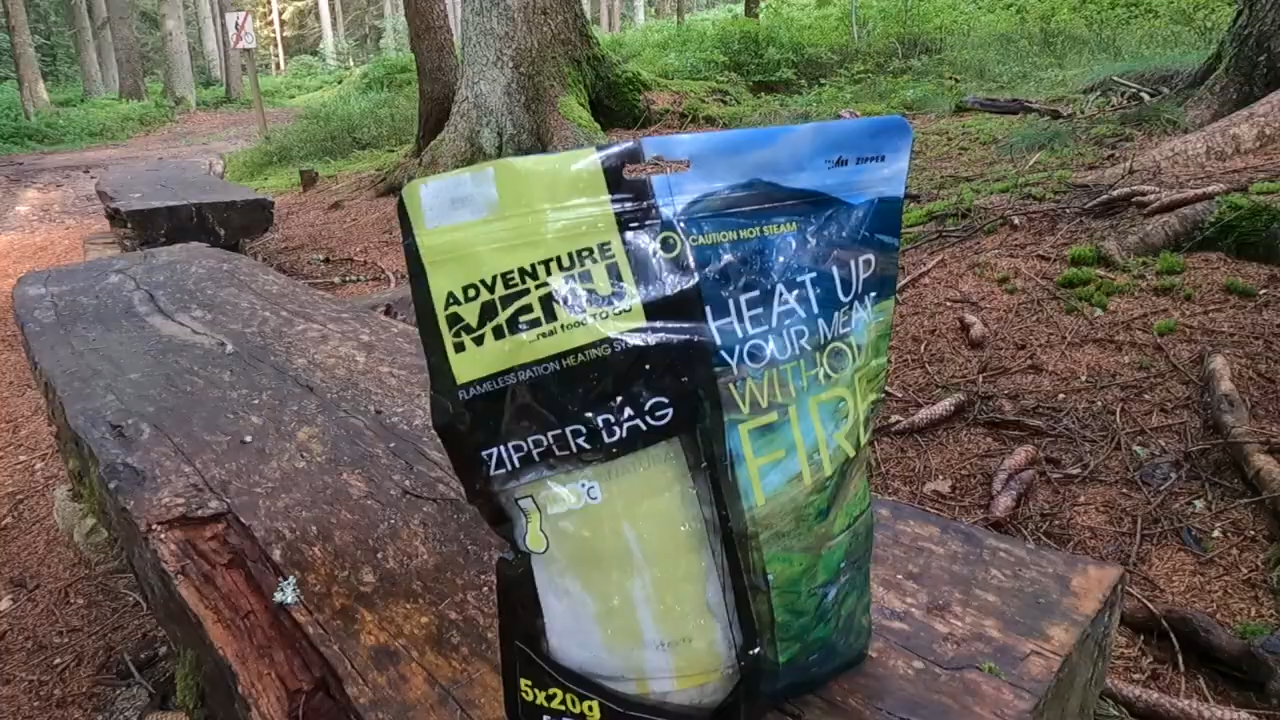 ZIPPER
CAUTION HOT STEAM
ADVENTURE
MENU
...real food TO GO
FLAMELESS RATION HEATING
ZIPPER BAG
°C
5x20g
HEAT UP
YOUR MEAL
WITHOUT
FIRE